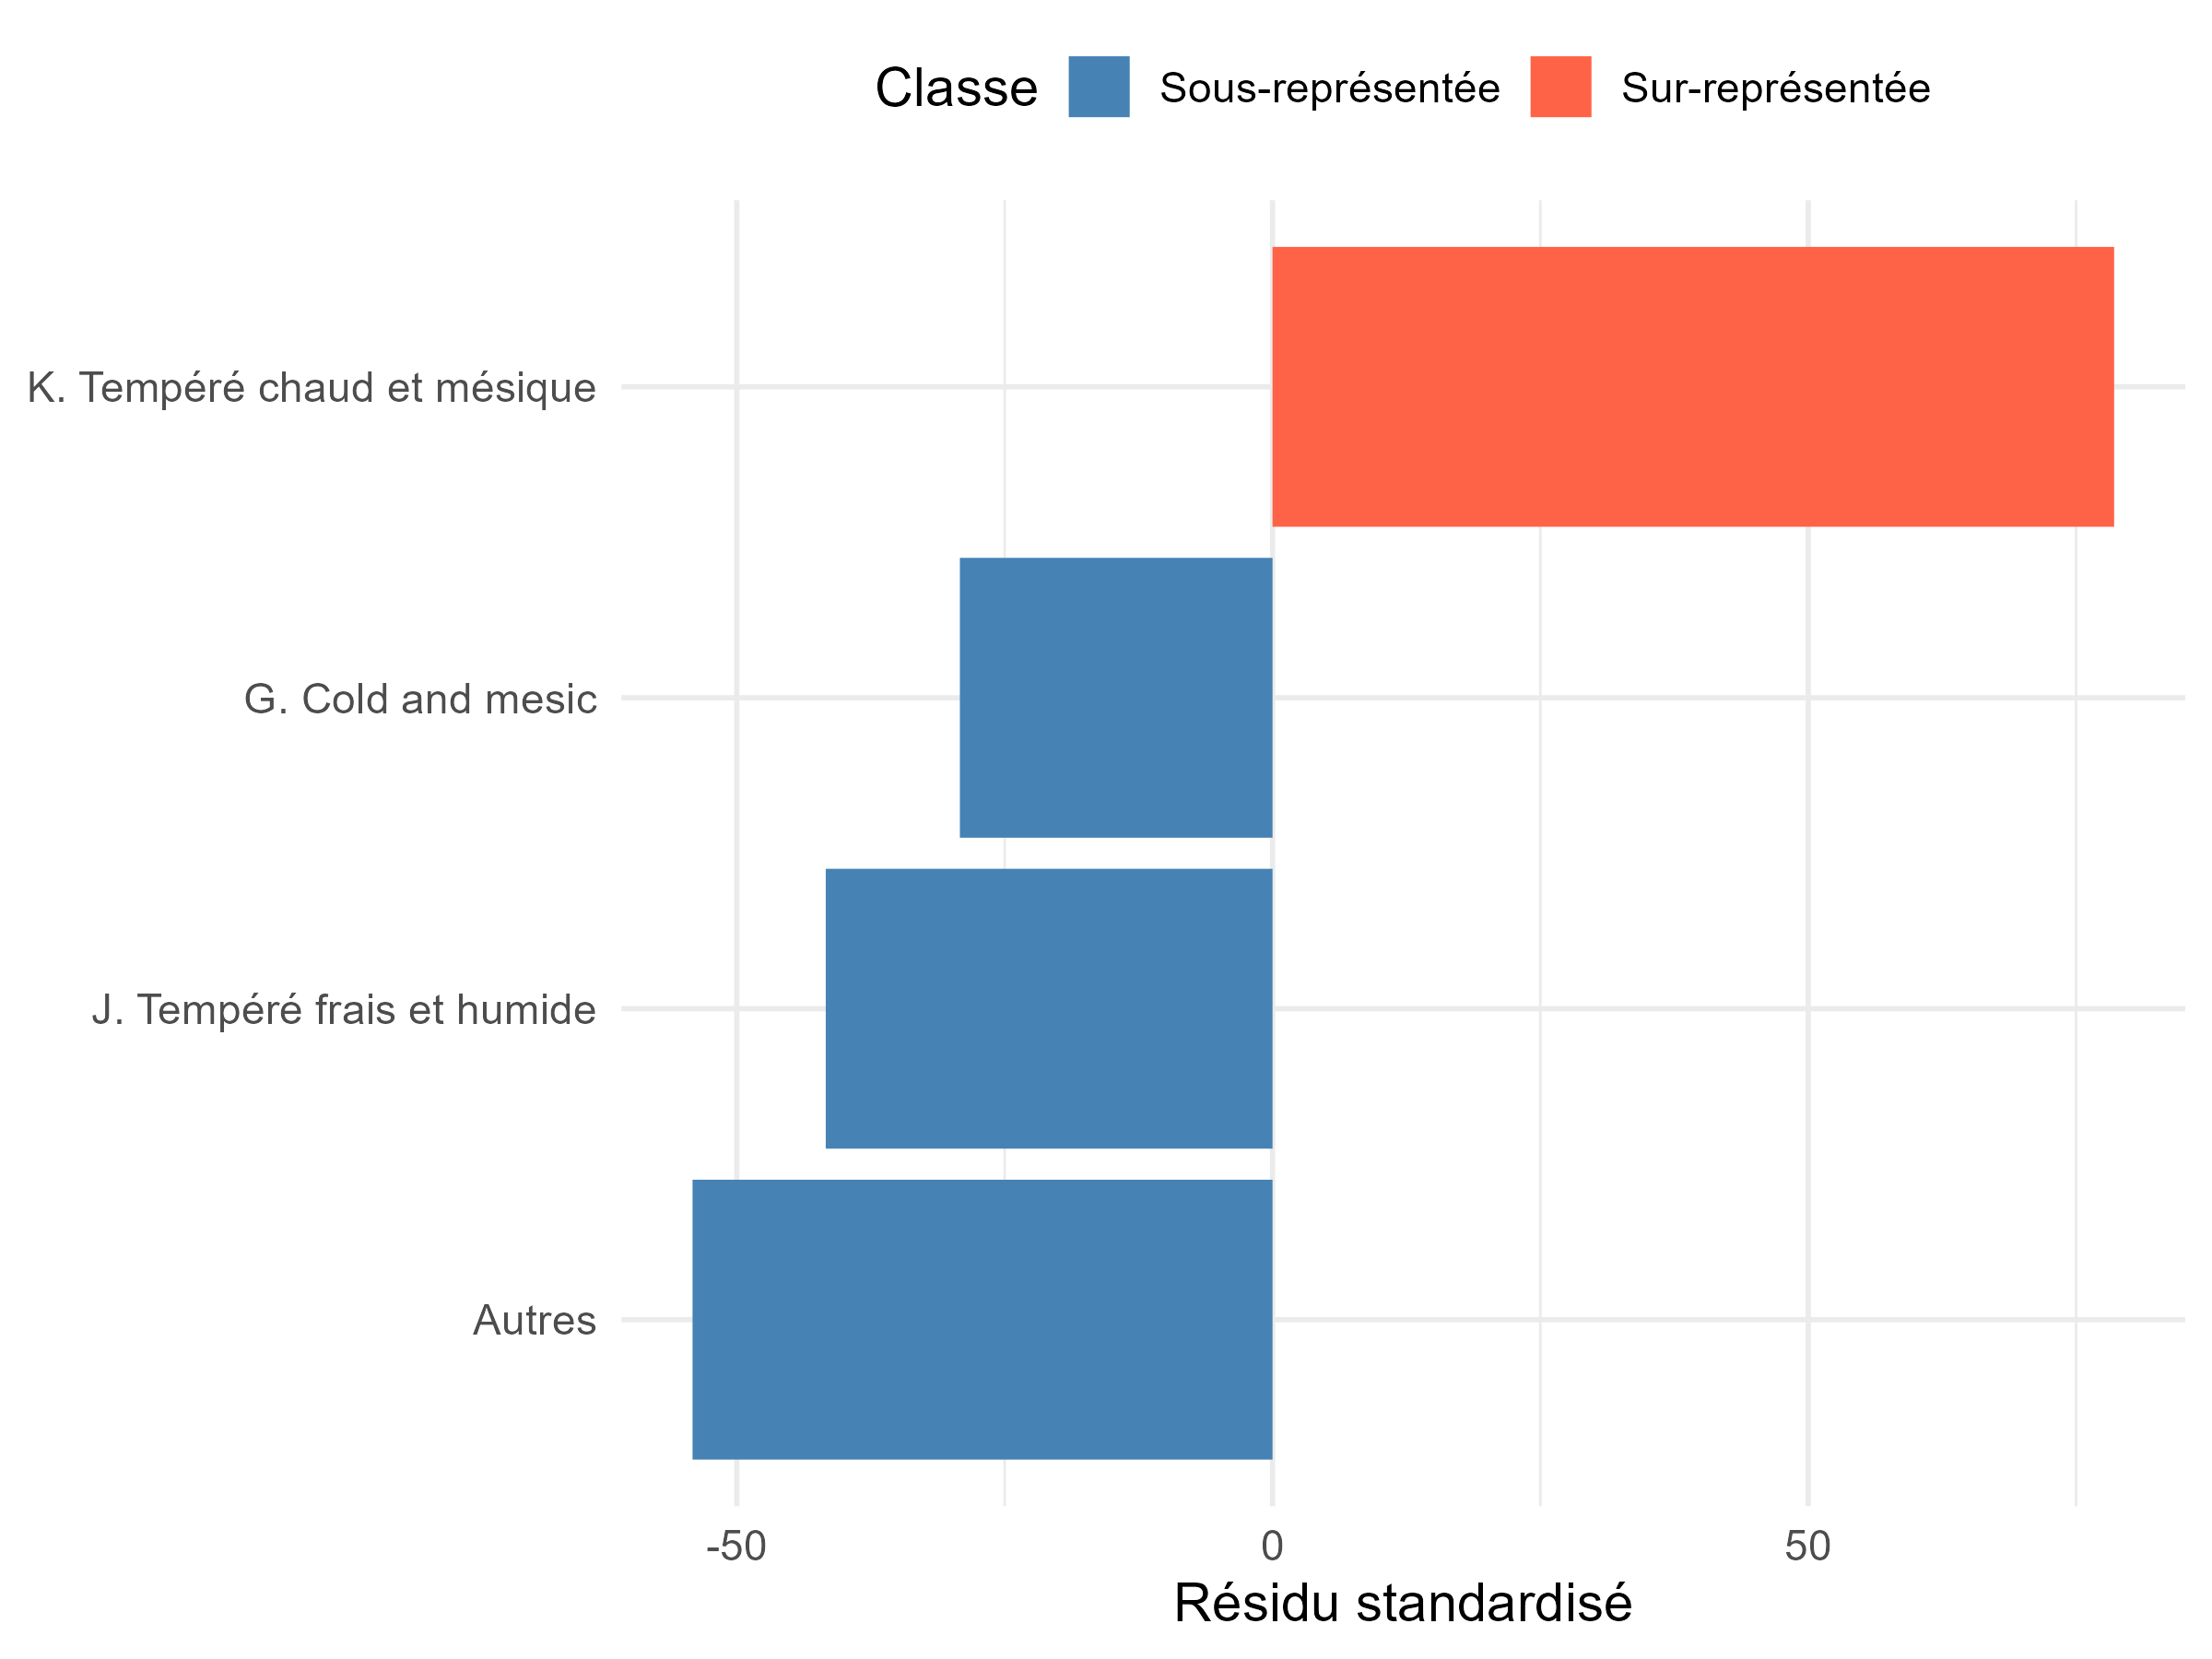 Classe Sous-représentée Sur-représentée
K. Tempéré chaud et mésique
G. Cold and mesic
J. Tempéré frais et humide
Autres
-50 0 50
Résidu standardisé